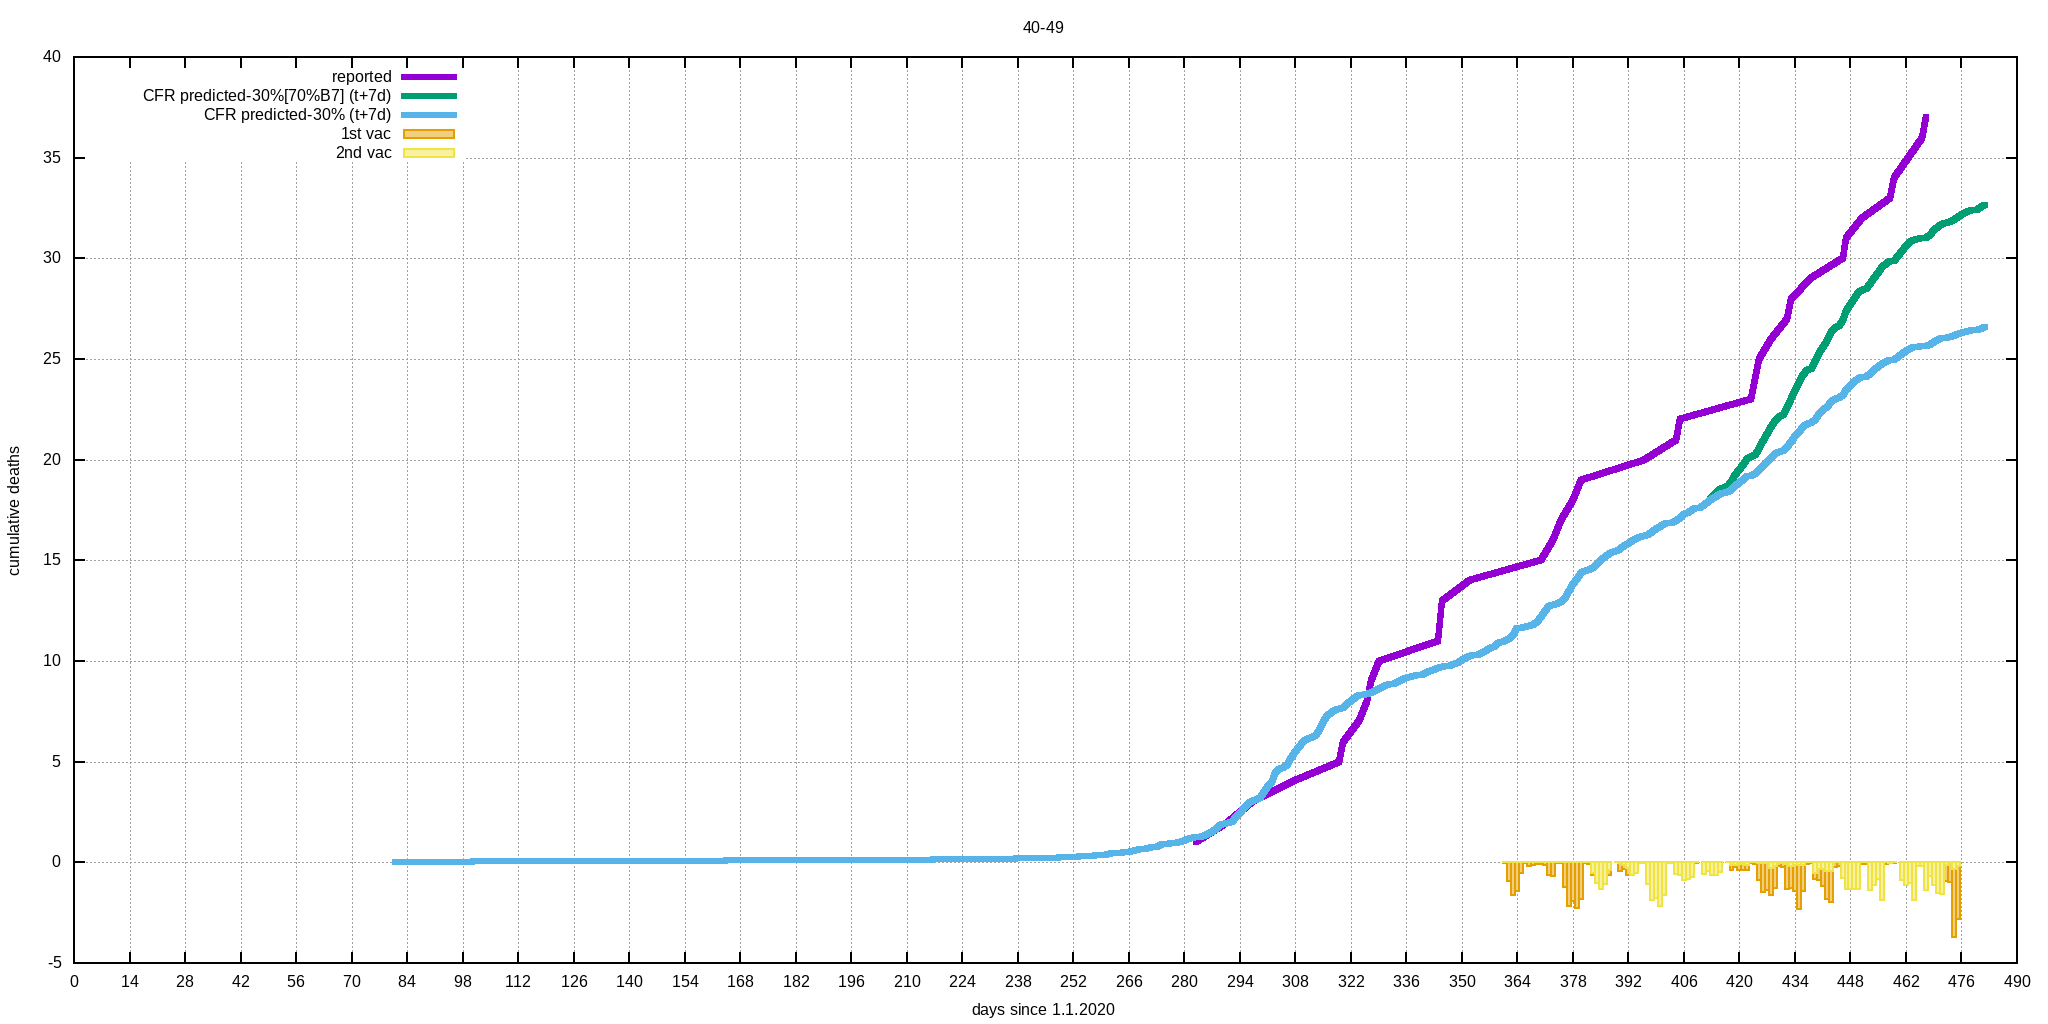 40-49
reported
CFR predicted-30%[70%B7] (t+7d)
CFR predicted-30% (t+7d)
1st vac
2nd vac
40
35
30
25
20
15
10
5
0
-5
cumulative deaths
0 14 28 42 56 70 84 98 112 126 140 154 168 182 196 210 224 238 252 266 280 294 308 322 336 350 364 378 392 406 420 434 448 462 476 490
days since 1.1.2020